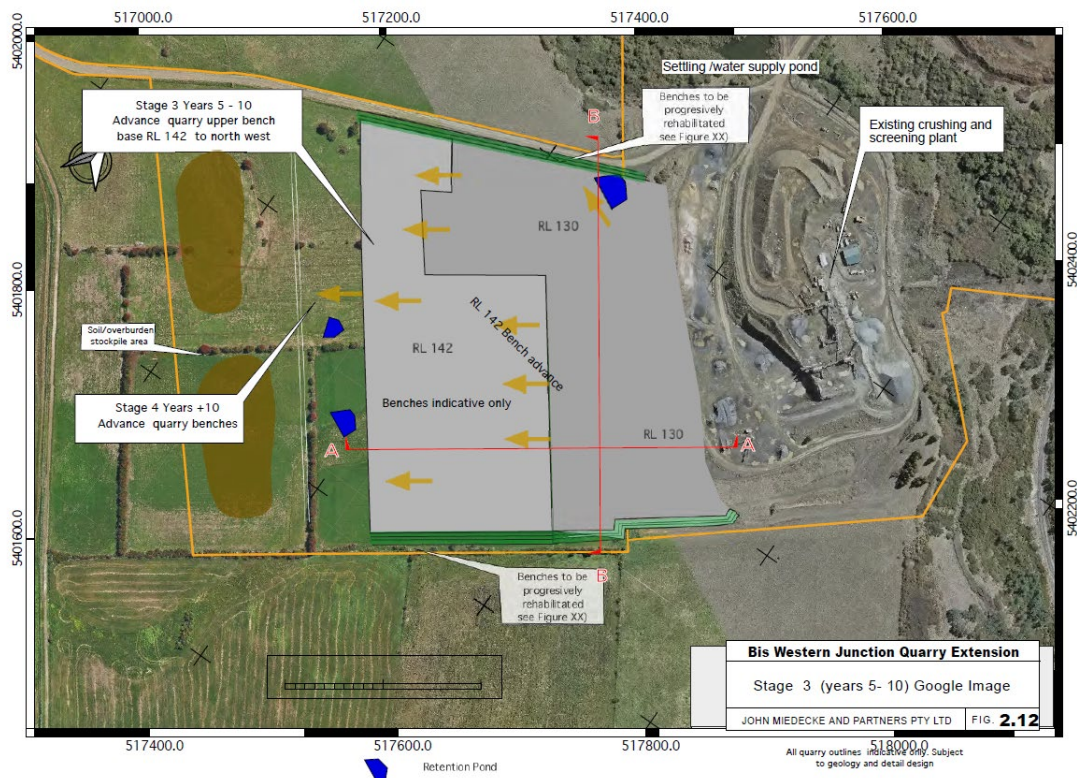 517000.0
517200.0
517400.0
517600.0
5402000.0
5401800.0
5401600.0
5402400.0
5402200.0
Settling /water supply pond
Stage 3 Years 5 - 10
Advance quarry upper bench
base RL 142 to north west
Benches to be
progresively
rehabilitated
see Figure XX)
Existing crushing and
screening plant
B
RL 130
RL 142 Bench advance
RL 142
Soil/overburden
stockpile area
Stage 4 Years +10
Advance quarry benches
Benches indicative only
RL 130
A
A
B
Benches to be
progresively
rehabilitated
see Figure XX)
Bis Western Junction Quarry Extension
Stage 3 (years 5- 10) Google Image
JOHN MIEDECKE AND PARTNERS PTY LTD
FIG. 2.12
517400.0
517600.0
517800.0
518000.0
Retention Pond
All quarry outlines indicative only. Subject
to geology and detail design